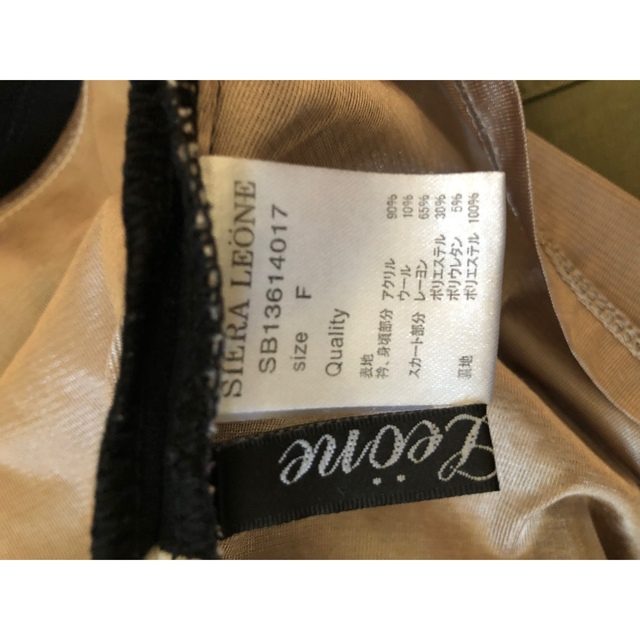 SIERA LEÖNE
SB13614017
size F
Quality
表地
衿、身頃部分 アクリル 90%
ウール 10%
スカート部分 レーヨン 65%
ポリエステル 30%
ポリウレタン 5%
裏地 ポリエステル 100%
Leöne